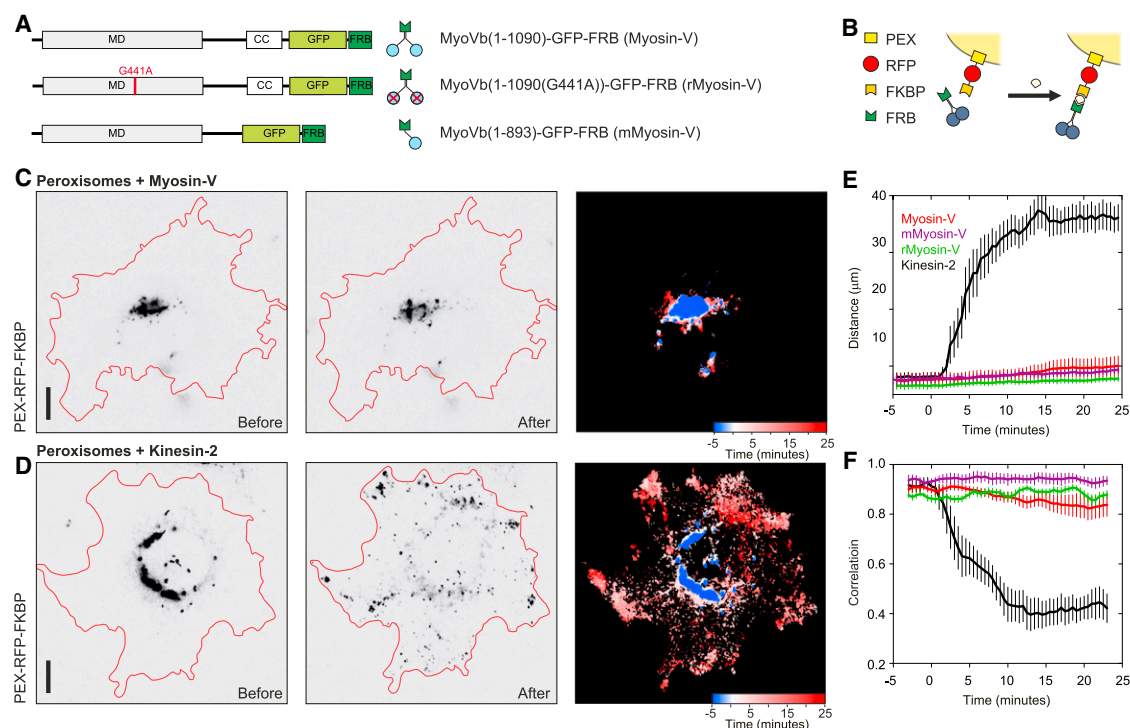 A
MD
CC
GFP
FRB
MyoVb(1-1090)-GFP-FRB (Myosin-V)
G441A
MD
CC
GFP
FRB
MyoVb(1-1090(G441A))-GFP-FRB (rMyosin-V)
MD
GFP
FRB
MyoVb(1-893)-GFP-FRB (mMyosin-V)
B
PEX
RFP
FKBP
FRB
C Peroxisomes + Myosin-V
PEX-RFP-FKBP
Before
After
-5 5 15 25
Time (minutes)
D Peroxisomes + Kinesin-2
PEX-RFP-FKBP
Before
After
-5 5 15 25
Time (minutes)
E
Myosin-V
mMyosin-V
rMyosin-V
Kinesin-2
Distance (μm)
40
30
20
10
-5 0 5 10 15 20 25
Time (minutes)
F
Correlatioin
1.0
0.8
0.6
0.4
0.2
-5 0 5 10 15 20 25
Time (minutes)